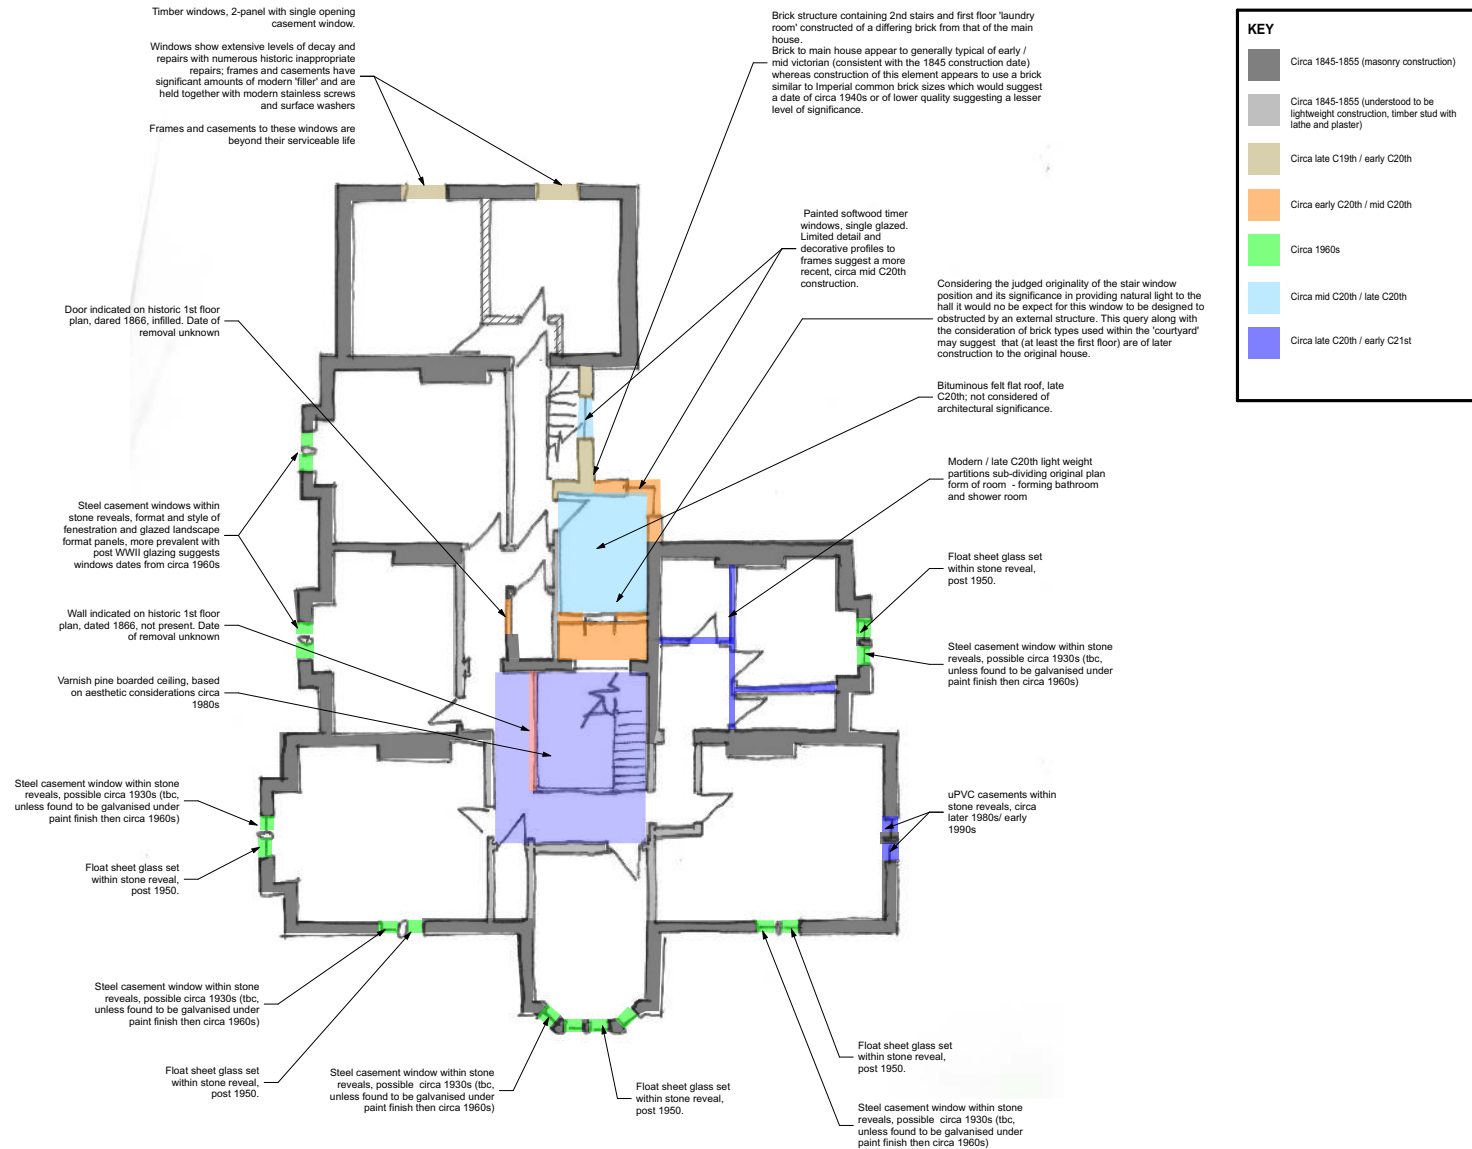 Timber windows, 2-panel with single opening
casement window.
Windows show extensive levels of decay and
repairs with numerous historic inappropriate
repairs; frames and casements have
significant amounts of modern 'filler' and are
held together with modern stainless screws
and surface washers
Frames and casements to these windows are
beyond their serviceable life
Brick structure containing 2nd stairs and first floor 'laundry
room' constructed of a differing brick from that of the main
house.
Brick to main house appear to generally typical of early /
mid victorian (consistent with the 1845 construction date)
whereas construction of this element appears to use a brick
similar to Imperial common brick sizes which would suggest
a date of circa 1940s or of lower quality suggesting a lesser
level of significance.
KEY
Circa 1845-1855 (masonry construction)
Circa 1845-1855 (understood to be
lightweight construction, timber stud with
lathe and plaster)
Circa late C19th / early C20th
Circa early C20th / mid C20th
Circa 1960s
Circa mid C20th / late C20th
Circa late C20th / early C21st
Painted softwood timer
windows, single glazed.
Limited detail and
decorative profiles to
frames suggest a more
recent, circa mid C20th
construction.
Considering the judged originality of the stair window
position and its significance in providing natural light to the
hall it would no be expect for this window to be designed to
obstructed by an external structure. This query along with
the consideration of brick types used within the 'courtyard'
may suggest that (at least the first floor) are of later
construction to the original house.
Door indicated on historic 1st floor
plan, dared 1866, infilled. Date of
removal unknown
Bituminous felt flat roof, late
C20th; not considered of
architectural significance.
Modern / late C20th light weight
partitions sub-dividing original plan
form of room - forming bathroom
and shower room
Steel casement windows within
stone reveals, format and style of
fenestration and glazed landscape
format panels, more prevalent with
post WWII glazing suggests
windows dates from circa 1960s
Float sheet glass set
within stone reveal,
post 1950.
Wall indicated on historic 1st floor
plan, dated 1866, not present. Date
of removal unknown
Steel casement window within stone
reveals, possible circa 1930s (tbc,
unless found to be galvanised under
paint finish then circa 1960s)
Varnish pine boarded ceiling, based
on aesthetic considerations circa
1980s
Steel casement window within stone
reveals, possible circa 1930s (tbc,
unless found to be galvanised under
paint finish then circa 1960s)
uPVC casements within
stone reveals, circa
later 1980s/ early
1990s
Float sheet glass set
within stone reveal,
post 1950.
Steel casement window within stone
reveals, possible circa 1930s (tbc,
unless found to be galvanised under
paint finish then circa 1960s)
Float sheet glass set
within stone reveal,
post 1950.
Steel casement window within stone
reveals, possible circa 1930s (tbc,
unless found to be galvanised under
paint finish then circa 1960s)
Float sheet glass set
within stone reveal,
post 1950.
Float sheet glass set
within stone reveal,
post 1950.
Steel casement window within stone
reveals, possible circa 1930s (tbc,
unless found to be galvanised under
paint finish then circa 1960s)